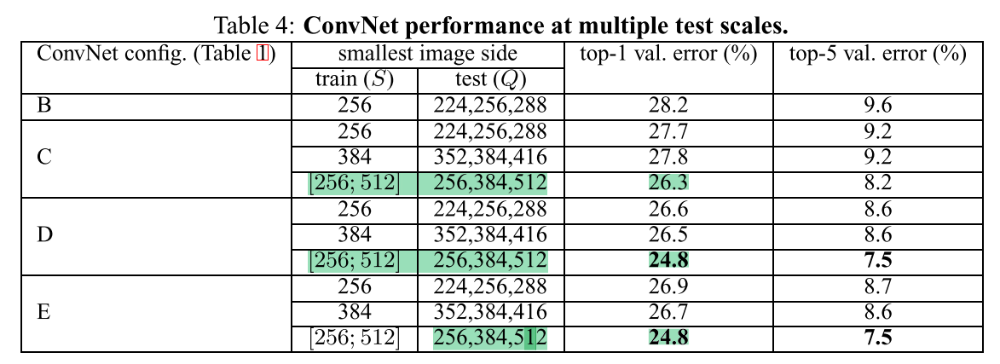 Table 4: ConvNet performance at multiple test scales.
ConvNet config. (Table 1) smallest image side top-1 val. error (%) top-5 val. error (%)
train (S) test (Q)
B 256 224,256,288 28.2 9.6
256 224,256,288 27.7 9.2
C 384 352,384,416 27.8 9.2
[256; 512] 256,384,512 26.3 8.2
256 224,256,288 26.6 8.6
D 384 352,384,416 26.5 8.6
[256; 512] 256,384,512 24.8 7.5
256 224,256,288 26.9 8.7
E 384 352,384,416 26.7 8.6
[256; 512] 256,384,512 24.8 7.5